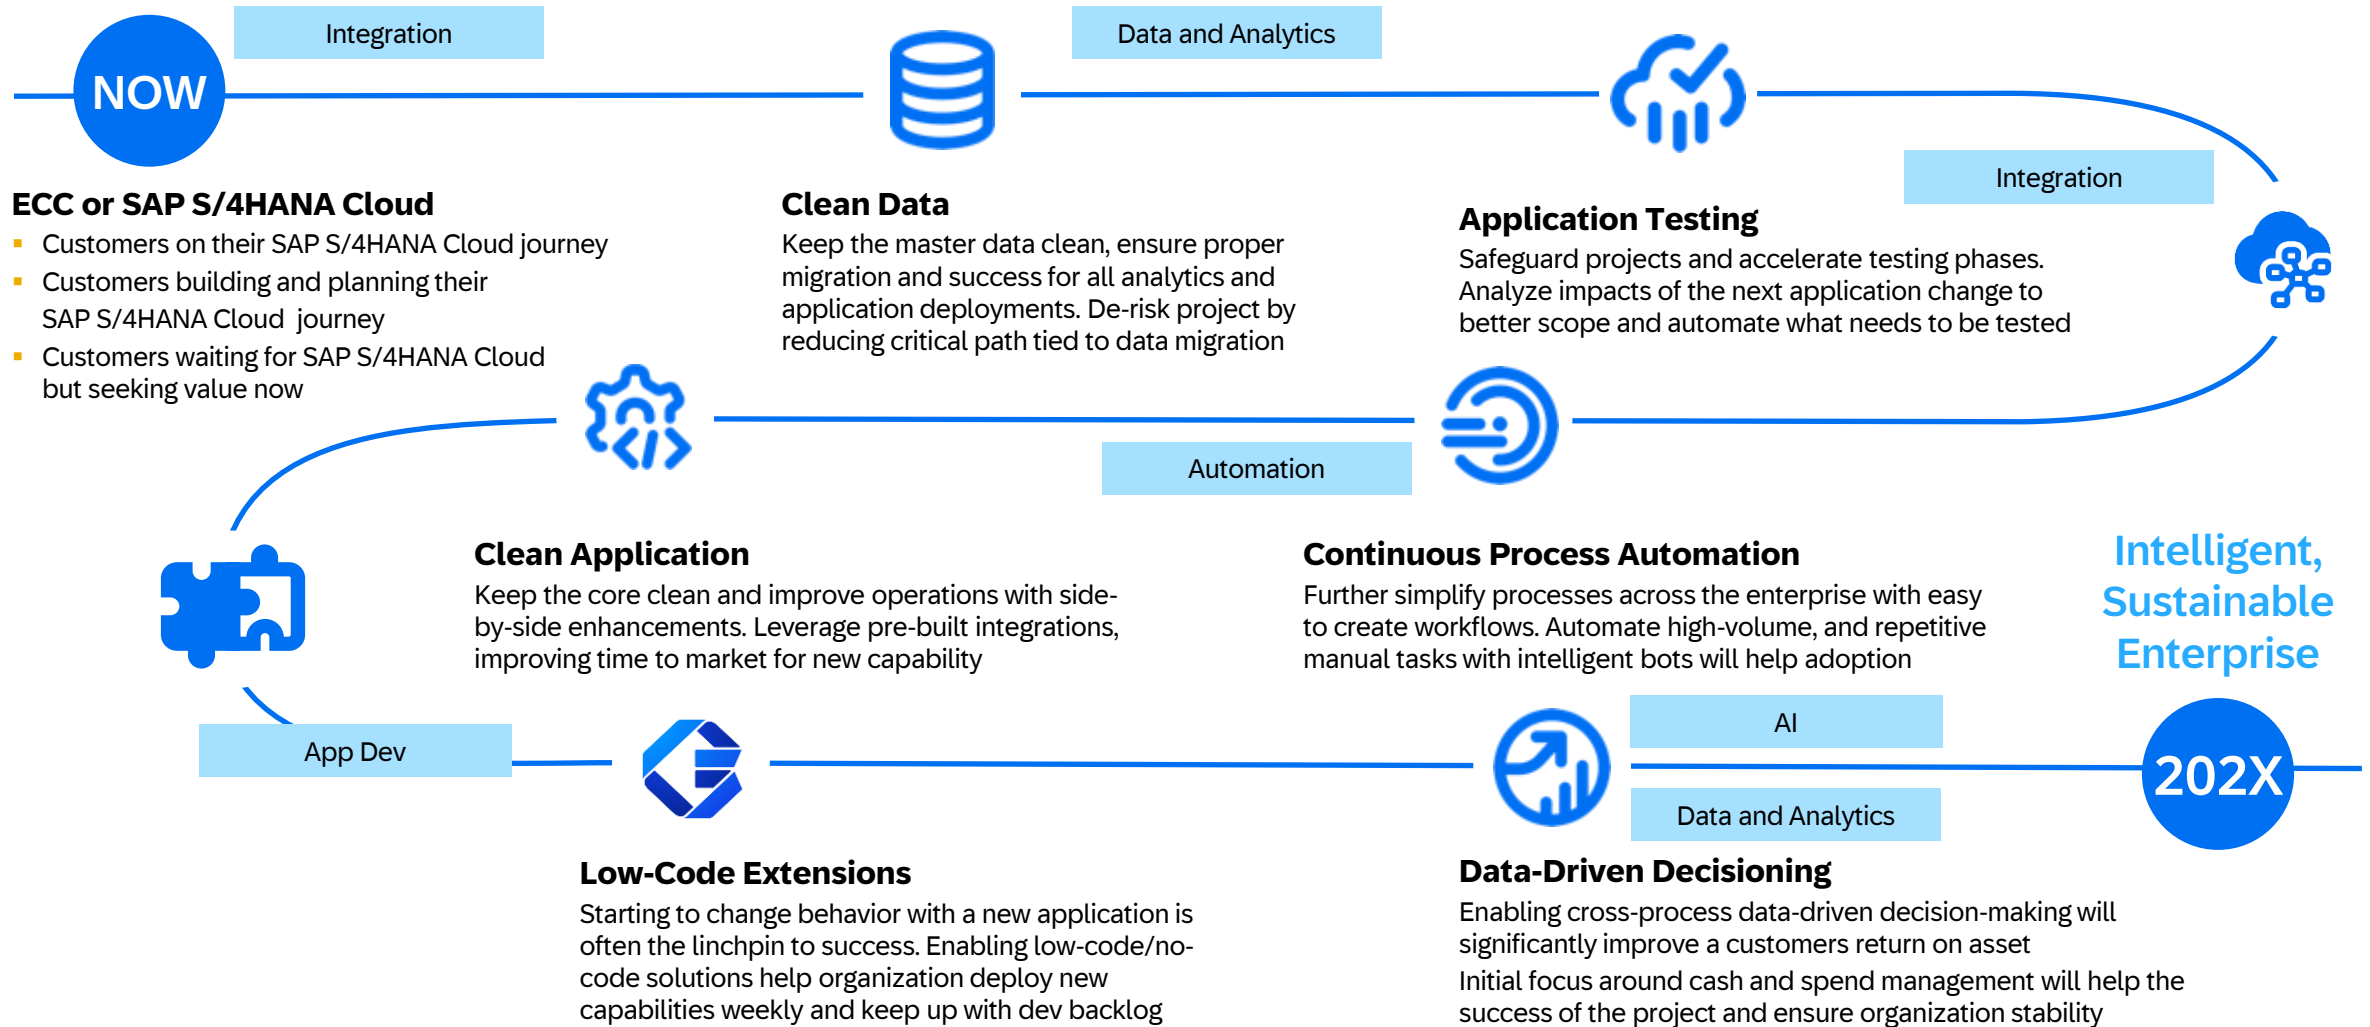 NOW
Integration
Data and Analytics
Integration
ECC or SAP S/4HANA Cloud
▪ Customers on their SAP S/4HANA Cloud journey
▪ Customers building and planning their
SAP S/4HANA Cloud journey
▪ Customers waiting for SAP S/4HANA Cloud
but seeking value now
Clean Data
Keep the master data clean, ensure proper
migration and success for all analytics and
application deployments. De-risk project by
reducing critical path tied to data migration
Application Testing
Safeguard projects and accelerate testing phases.
Analyze impacts of the next application change to
better scope and automate what needs to be tested
Automation
Clean Application
Keep the core clean and improve operations with side-
by-side enhancements. Leverage pre-built integrations,
improving time to market for new capability
Continuous Process Automation
Further simplify processes across the enterprise with easy
to create workflows. Automate high-volume, and repetitive
manual tasks with intelligent bots will help adoption
Intelligent,
Sustainable
Enterprise
App Dev
AI
202X
Data and Analytics
Low-Code Extensions
Starting to change behavior with a new application is
often the linchpin to success. Enabling low-code/no-
code solutions help organization deploy new
capabilities weekly and keep up with dev backlog
Data-Driven Decisioning
Enabling cross-process data-driven decision-making will
significantly improve a customers return on asset
Initial focus around cash and spend management will help the
success of the project and ensure organization stability